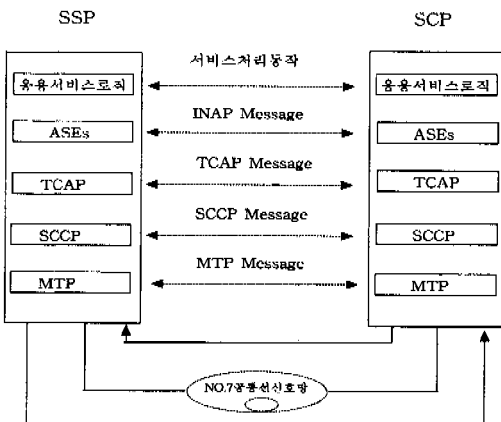 SSP
SCP
서비스처리동작
응용서비스로직
응용서비스로직
INAP Message
ASEs
ASEs
TCAP Message
TCAP
TCAP
SCCP Message
SCCP
SCCP
MTP Message
MTP
MTP
NO.7공통선신호망